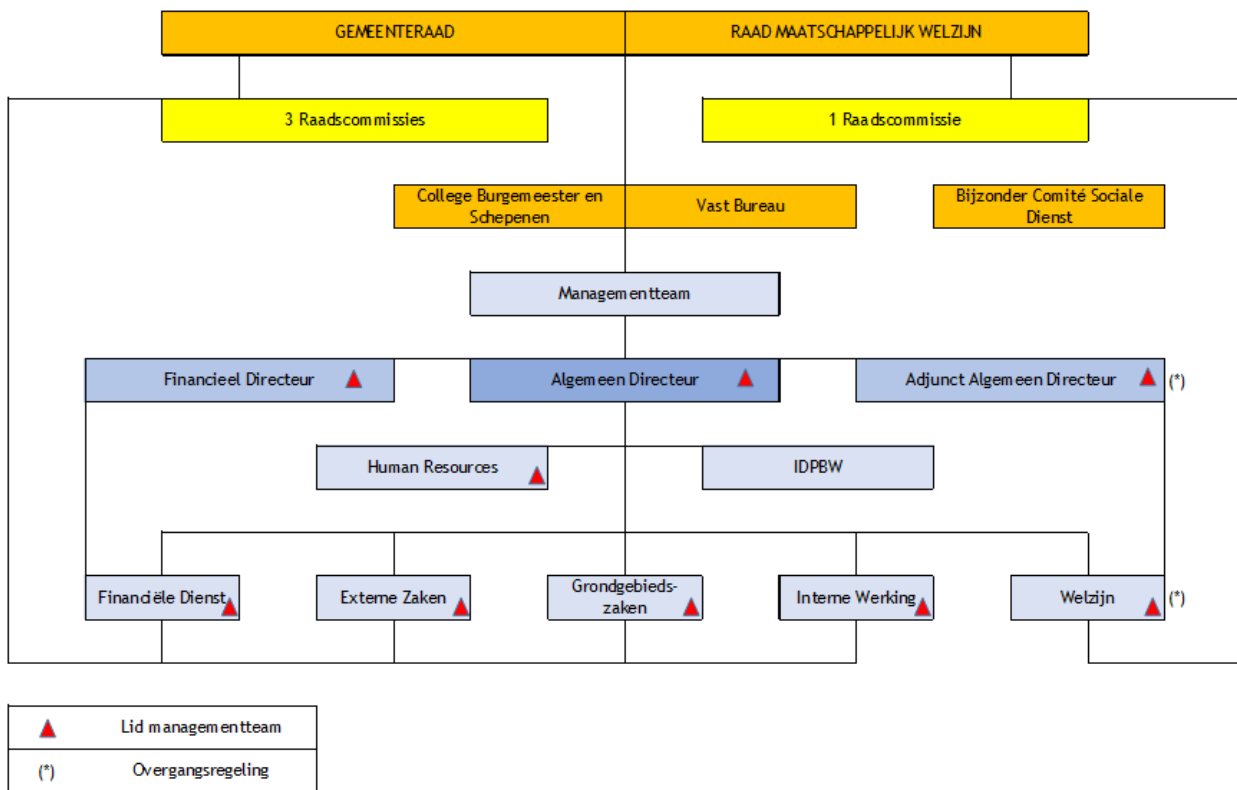 GEMEENTERAAD
RAAD MAATSCHAPPELIJK WELZIJN
3 Raadscommissies
1 Raadscommissie
College Burgemeester en
Schepenen
Vast Bureau
Bijzonder Comité Sociale
Dienst
Managementteam
Financieel Directeur
Algemeen Directeur
Adjunct Algemeen Directeur
(*)
Human Resources
IDPBW
Financiële Dienst
Externe Zaken
Grondgebieds-
zaken
Interne Werking
Welzijn
(*)
Lid managementteam
(*) Overgangsregeling